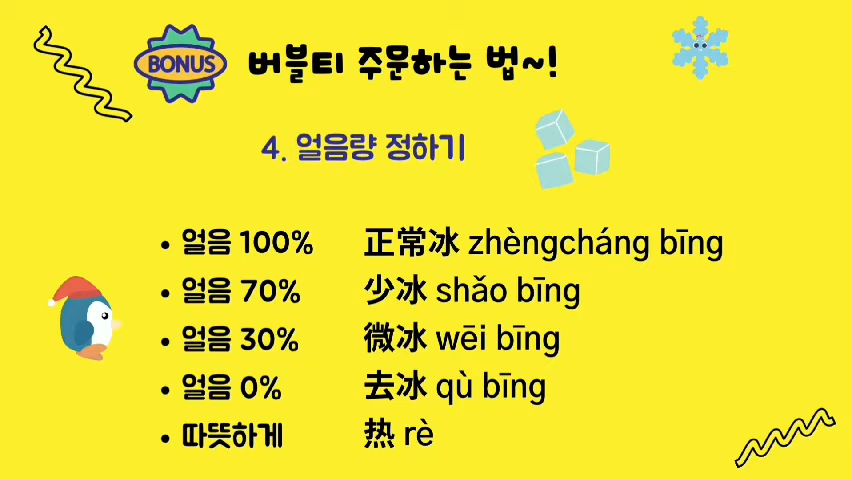 BONUS 버블티 주문하는 법~!
4. 얼음량 정하기
• 얼음 100% 正常冰 zhèngcháng bīng
• 얼음 70% 少冰 shǎo bīng
• 얼음 30% 微冰 wēi bīng
• 얼음 0% 去冰 qù bīng
• 따뜻하게 热 rè